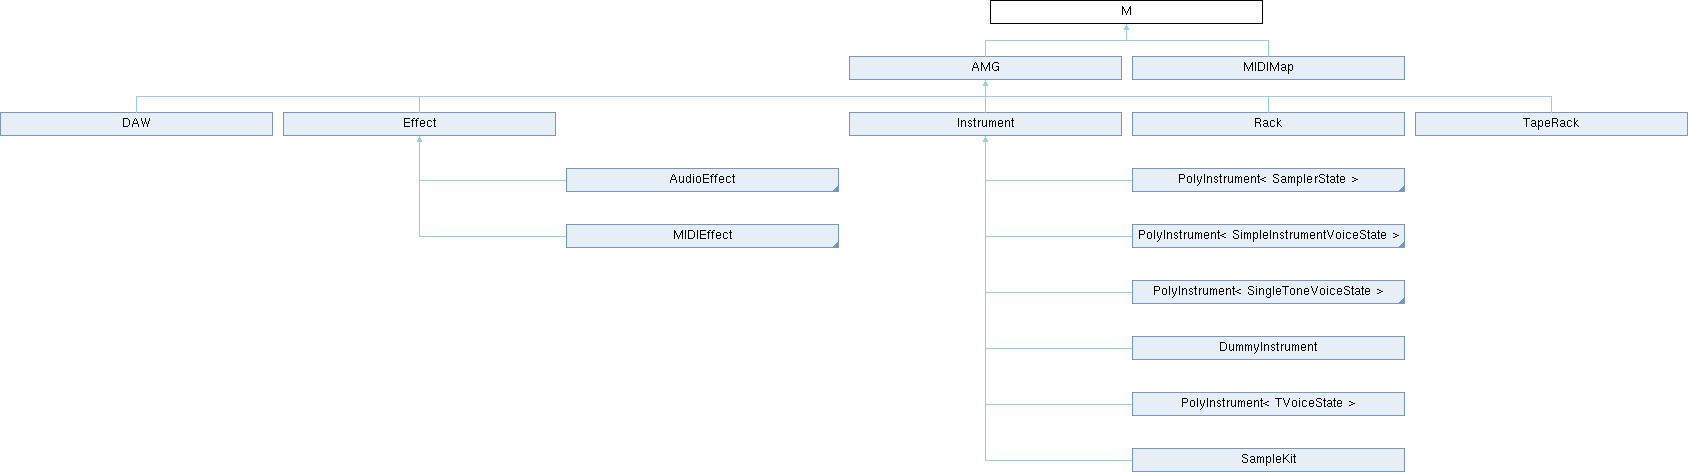 M
AMG
MIDIMap
DAW
Effect
Instrument
Rack
TapeRack
AudioEffect
PolyInstrument< SamplerState >
MIDIEffect
PolyInstrument< SimpleInstrumentVoiceState >
PolyInstrument< SingleToneVoiceState >
DummyInstrument
PolyInstrument< TVoiceState >
SampleKit